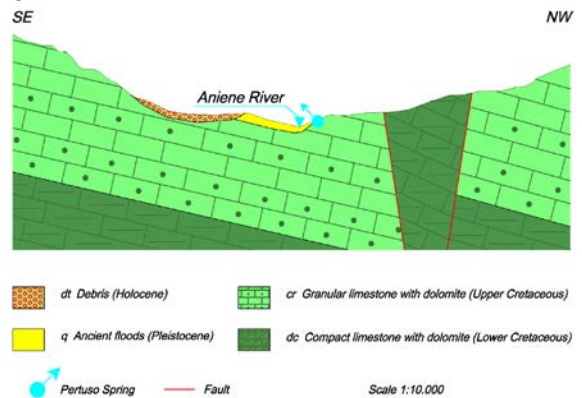 SE
NW
Aniene River
dt Debris (Holocene)
cr Granular limestone with dolomite (Upper Cretaceous)
q Ancient floods (Pleistocene)
dc Compact limestone with dolomite (Lower Cretaceous)
Pertuso Spring
Fault
Scale 1:10.000